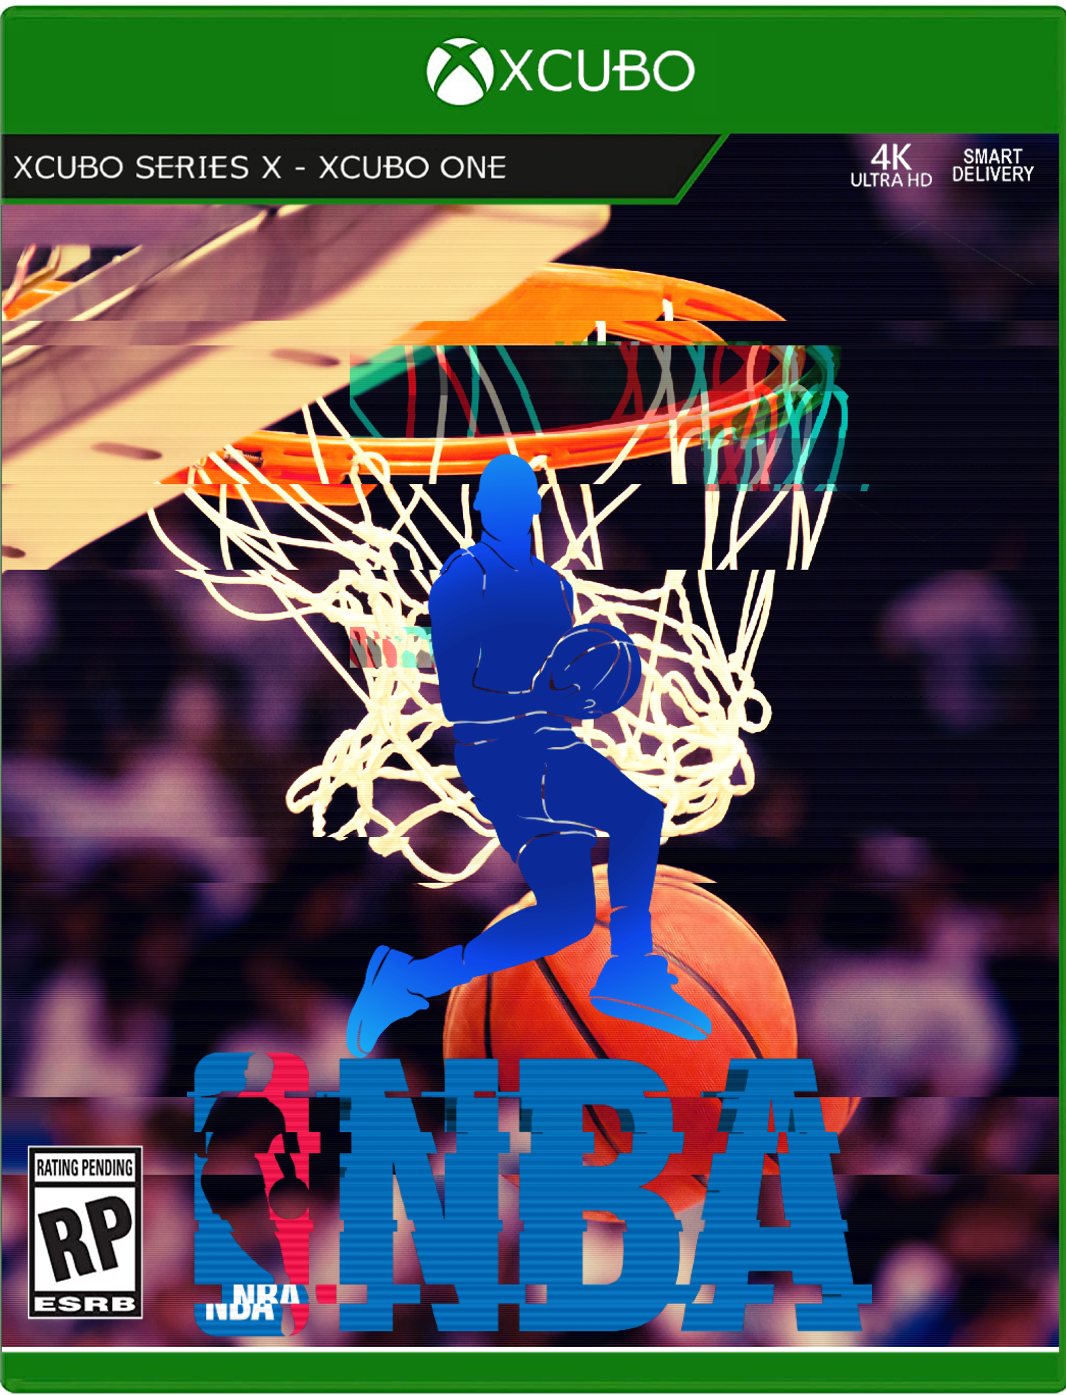 XCUBO
XCUBO SERIES X - XCUBO ONE
4K
ULTRA HD
SMART
DELIVERY
NBA
NBA
RATING PENDING
RP
ESRB